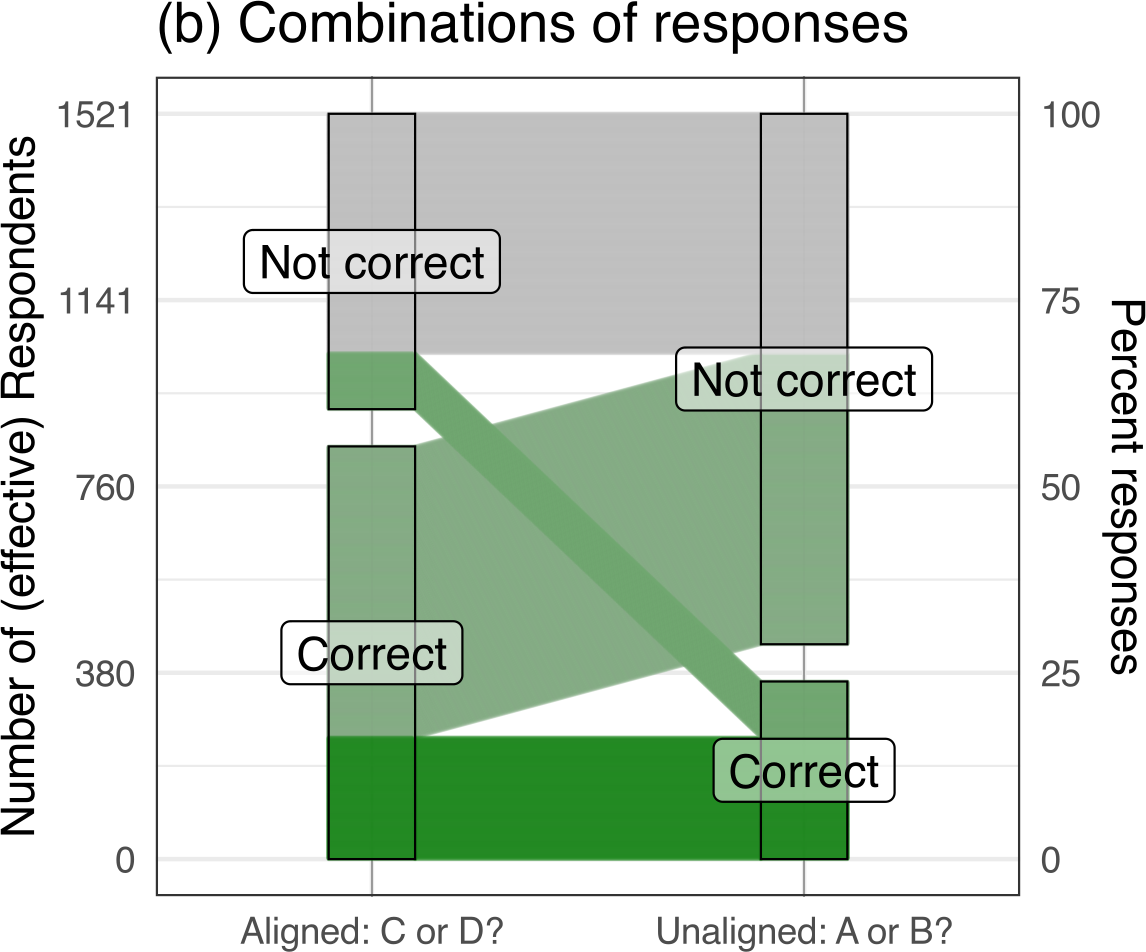 (b) Combinations of responses
Number of (effective) Respondents
1521
1141
760
380
0
Not correct
Correct
Not correct
Correct
100
75
50
25
0
Percent responses
Aligned: C or D?
Unaligned: A or B?